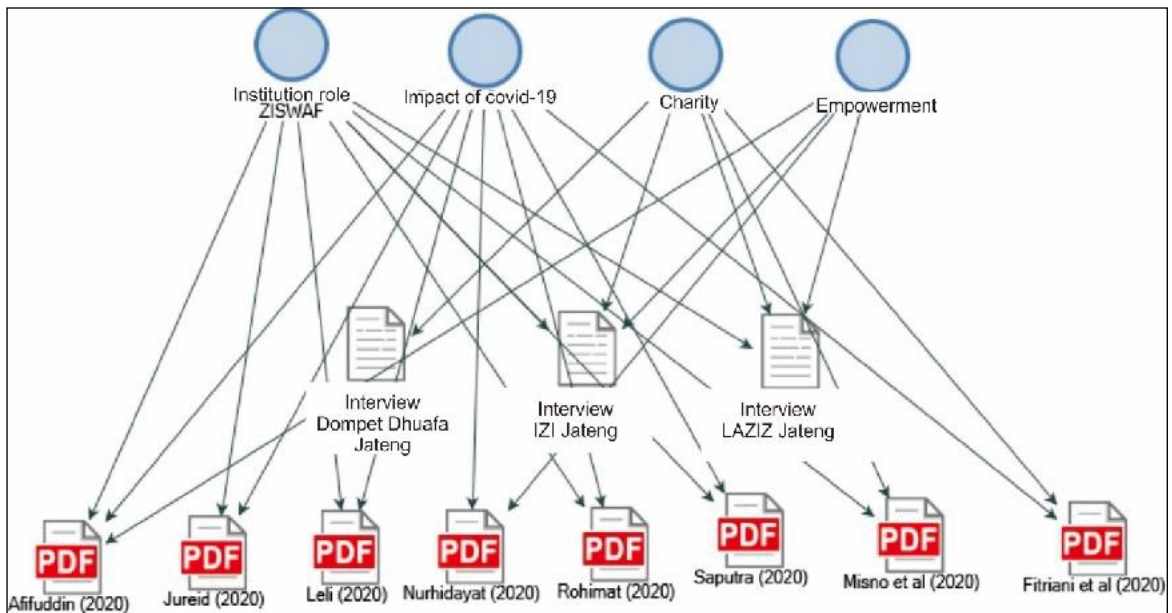 Institution role
ZISWAF
Impact of covid-19
Charity
Empowerment
Interview
Dompet Dhuafa
Jateng
Interview
IZI Jateng
Interview
LAZIZ Jateng
PDF
PDF
PDF
PDF
PDF
PDF
PDF
PDF
Afifuddin (2020)
Jureid (2020)
Leli (2020)
Nurhidayat (2020)
Rohimat (2020)
Saputra (2020)
Misno et al (2020)
Fitriani et al (2020)